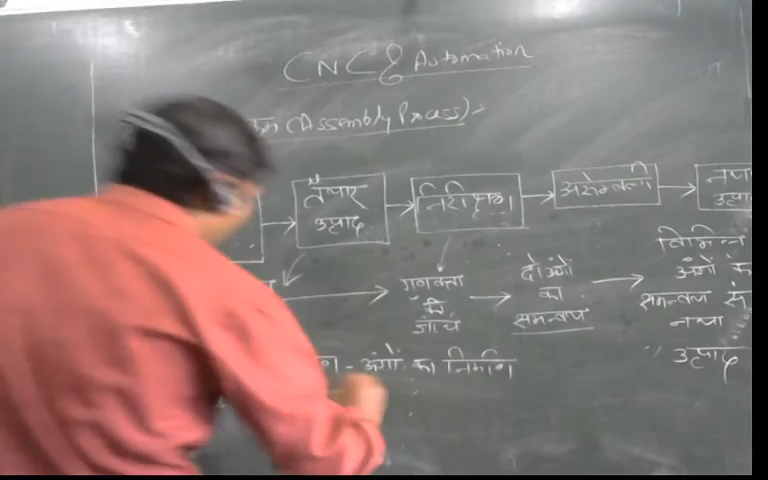 CNC & Automation
(Assembly Process) :-
तैयार
उत्पाद
निरीक्षण
असेम्बली
नया
उत्पाद
गुणवत्ता
की
जांच
दो अंगों
का
समन्वय
विभिन्न
अंगों क
समन्वय से
नया
उत्पाद
- अंगों का निर्माण